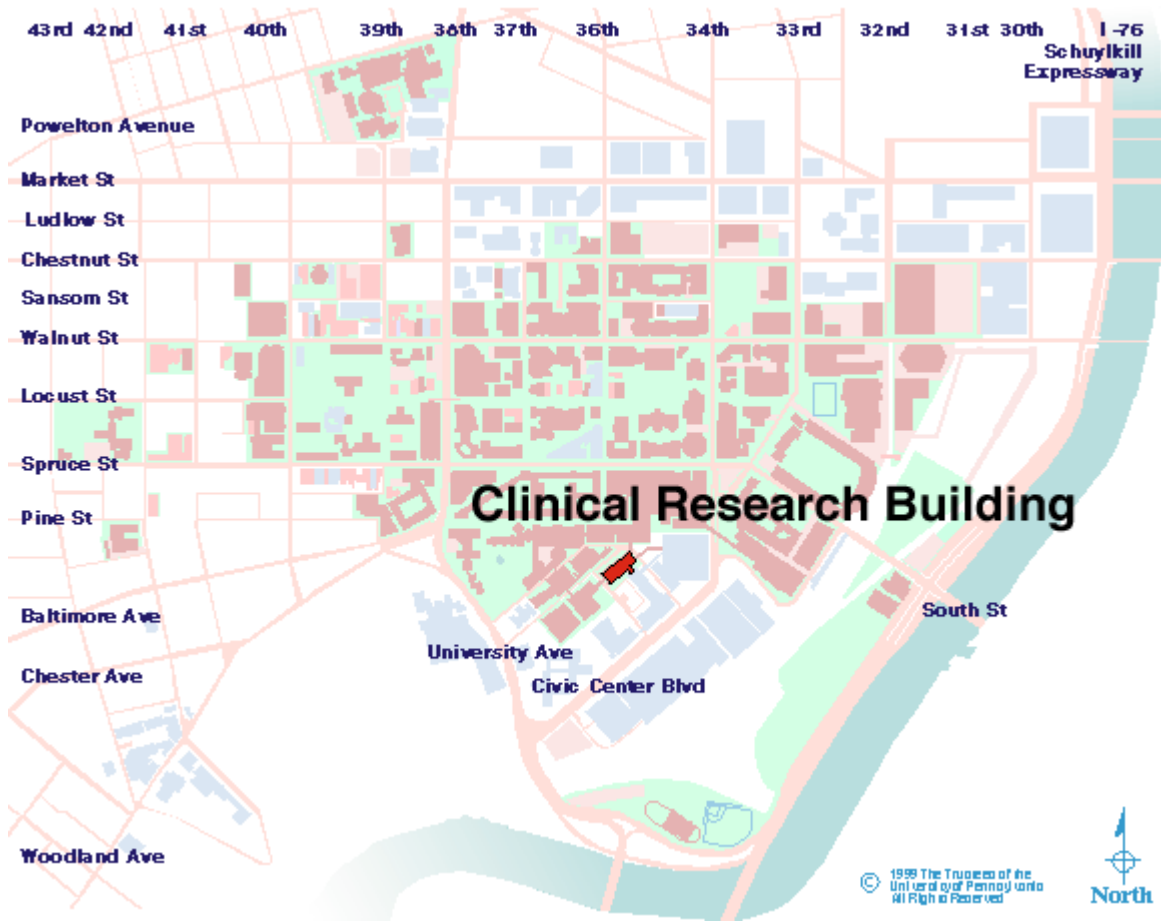 43rd 42nd 41st 40th 39th 38th 37th 36th 34th 33rd 32nd 31st 30th I-76
Schuylkill
Expressway
Powelton Avenue
Market St
Ludlow St
Chestnut St
Sansom St
Walnut St
Locust St
Spruce St
Clinical Research Building
Pine St
Baltimore Ave
South St
University Ave
Chester Ave
Civic Center Blvd
Woodland Ave
© 1999 The Trustees of the
University of Pennsylvania
All Rights Reserved
North